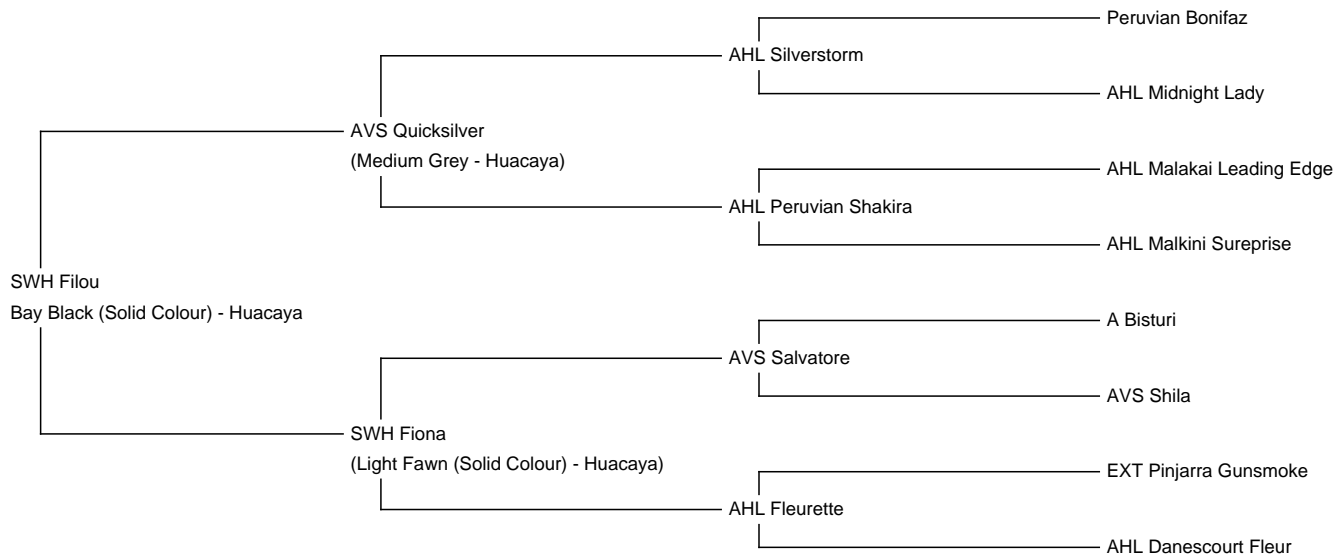 Peruvian Bonifaz
AHL Silverstorm
AHL Midnight Lady
AVS Quicksilver
(Medium Grey - Huacaya)
AHL Malakai Leading Edge
AHL Peruvian Shakira
AHL Malkini Sureprise
SWH Filou
Bay Black (Solid Colour) - Huacaya
A Bisturi
AVS Salvatore
AVS Shila
SWH Fiona
(Light Fawn (Solid Colour) - Huacaya)
EXT Pinjarra Gunsmoke
AHL Fleurette
AHL Danescourt Fleur